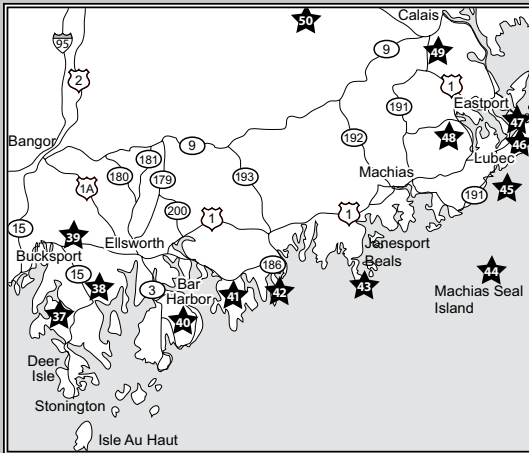 50
Calais
95
9
49
2
1
191
Eastport
47
Bangor
9
192
48
46
181
Lubec
180
179
193
Machias
1A
45
200
1
1
191
15
39
Ellsworth
Jonesport
Bucksport
186
Beals
44
15
38
3
Bar
Harbor
41
42
43
Machias Seal
Island
37
40
Deer
Isle
Stonington
Isle Au Haut